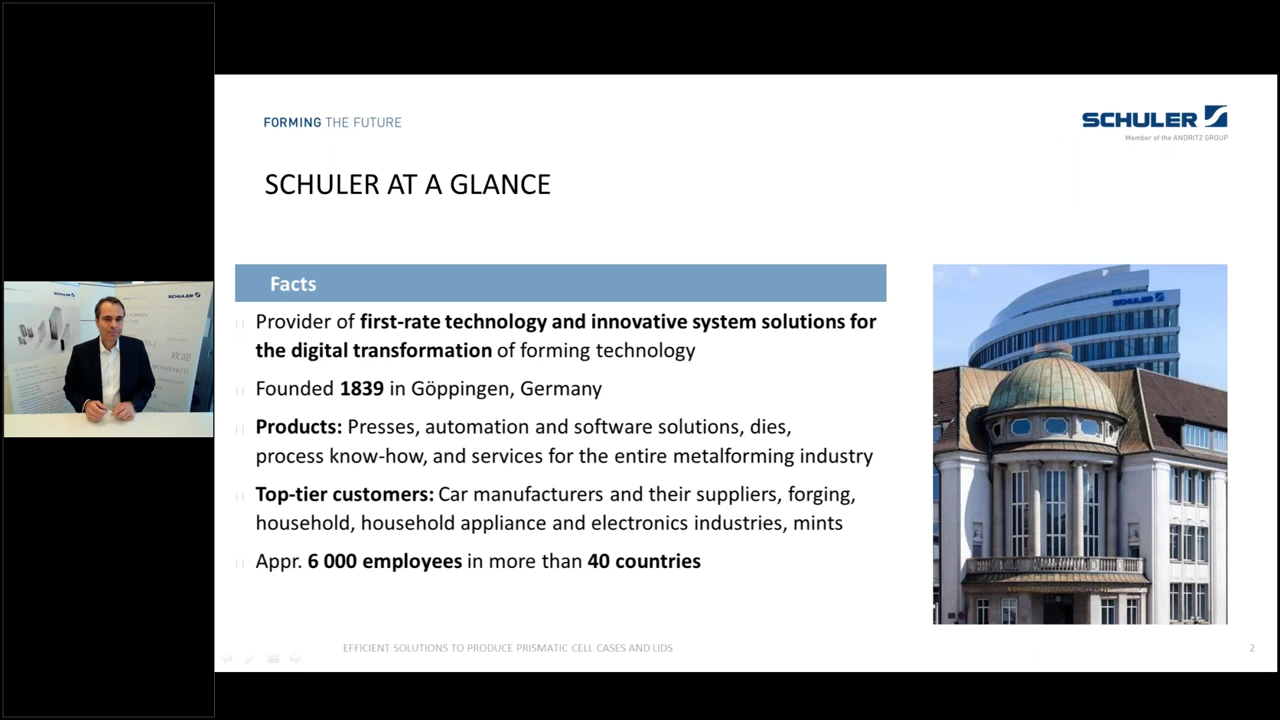 FORMING THE FUTURE
SCHULER
Member of the ANDRITZ GROUP
SCHULER AT A GLANCE
Facts
Provider of first-rate technology and innovative system solutions for
the digital transformation of forming technology
Founded 1839 in Göppingen, Germany
Products: Presses, automation and software solutions, dies,
process know-how, and services for the entire metalforming industry
Top-tier customers: Car manufacturers and their suppliers, forging,
household, household appliance and electronics industries, mints
Appr. 6 000 employees in more than 40 countries
SCHULER
SCHULER
SCHULER
EFFICIENT SOLUTIONS TO PRODUCE PRISMATIC CELL CASES AND LIDS
2